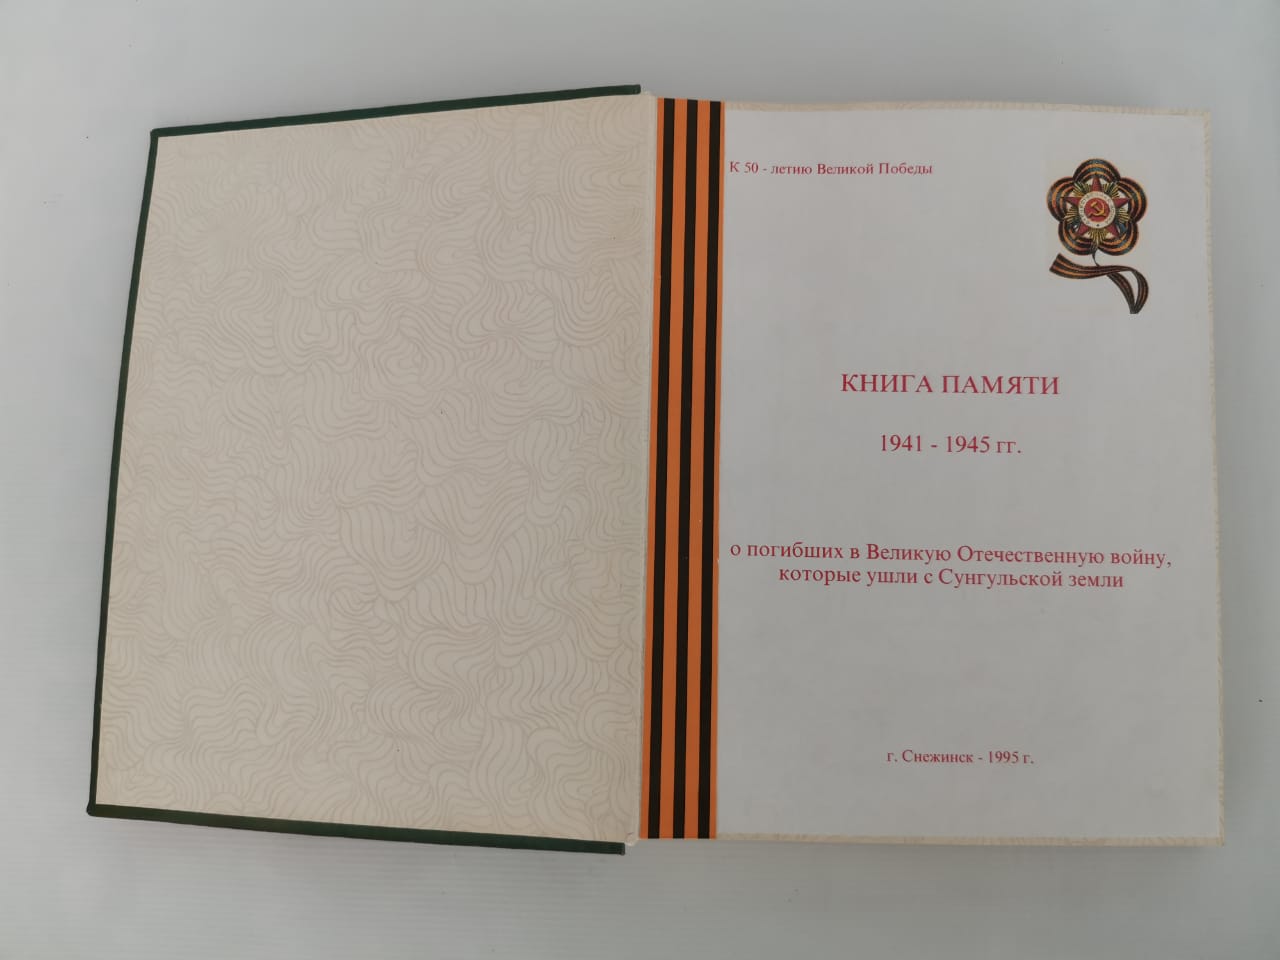 К 50 - летию Великой Победы
КНИГА ПАМЯТИ
1941 - 1945 гг.
о погибших в Великую Отечественную войну,
которые ушли с Сунгульской земли
г. Снежинск - 1995 г.